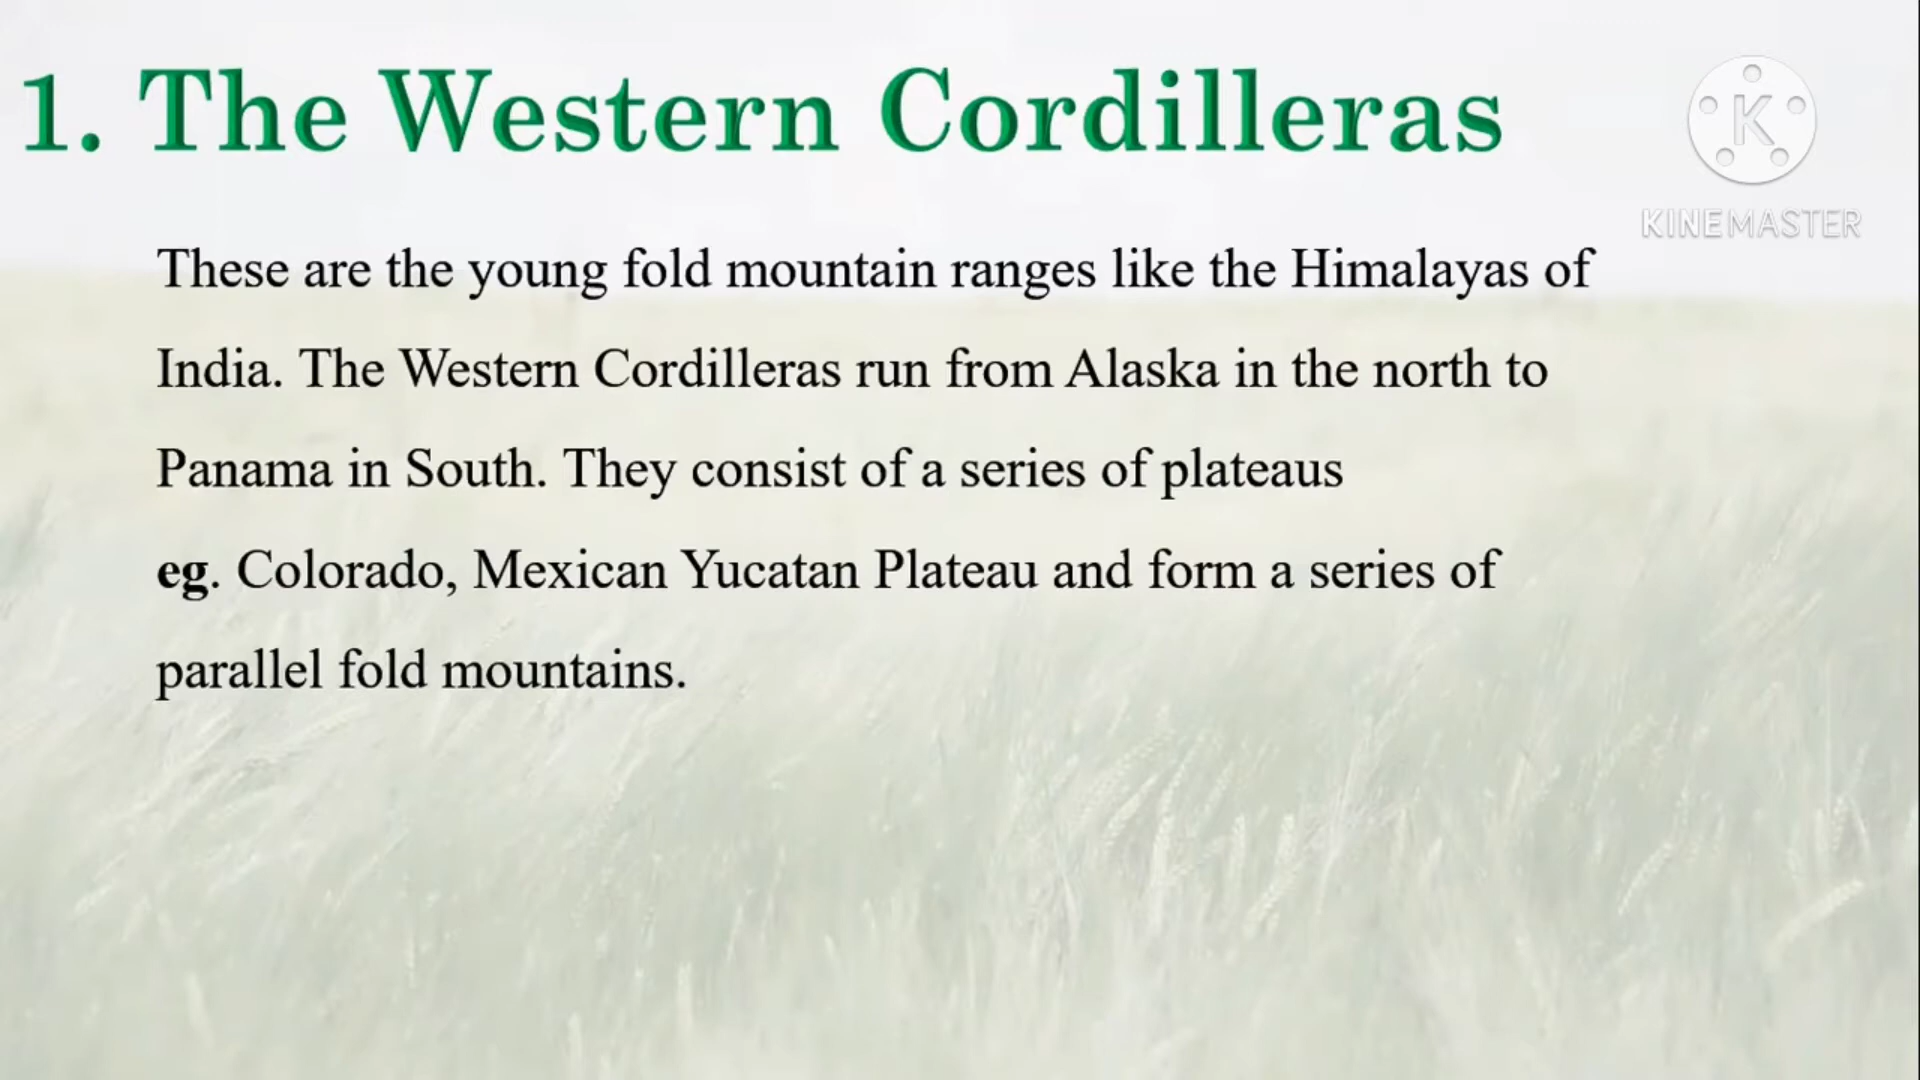 1. The Western Cordilleras
K
KINEMASTER
These are the young fold mountain ranges like the Himalayas of
India. The Western Cordilleras run from Alaska in the north to
Panama in South. They consist of a series of plateaus
eg. Colorado, Mexican Yucatan Plateau and form a series of
parallel fold mountains.